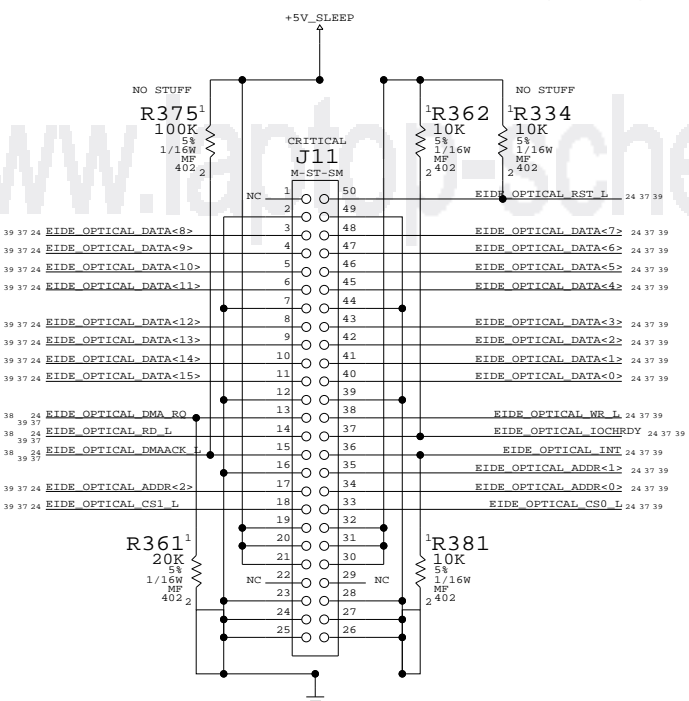 +5V_SLEEP
NO STUFF
R375 1
100K
5%
1/16W
MF
402 2
CRITICAL
J11
M-ST-SM
1 R362
10K
5%
1/16W
MF
2 402
NO STUFF
1 R334
10K
5%
1/16W
MF
2 402
www.laptop-sche
NC 1 50 EIDE_OPTICAL_RST_L 24 37 39
2 49
39 37 24 EIDE_OPTICAL_DATA<8> 3 48 EIDE_OPTICAL_DATA<7> 24 37 39
39 37 24 EIDE_OPTICAL_DATA<9> 4 47 EIDE_OPTICAL_DATA<6> 24 37 39
39 37 24 EIDE_OPTICAL_DATA<10> 5 46 EIDE_OPTICAL_DATA<5> 24 37 39
39 37 24 EIDE_OPTICAL_DATA<11> 6 45 EIDE_OPTICAL_DATA<4> 24 37 39
7 44
39 37 24 EIDE_OPTICAL_DATA<12> 8 43 EIDE_OPTICAL_DATA<3> 24 37 39
39 37 24 EIDE_OPTICAL_DATA<13> 9 42 EIDE_OPTICAL_DATA<2> 24 37 39
39 37 24 EIDE_OPTICAL_DATA<14> 10 41 EIDE_OPTICAL_DATA<1> 24 37 39
39 37 24 EIDE_OPTICAL_DATA<15> 11 40 EIDE_OPTICAL_DATA<0> 24 37 39
12 39
38 24 39 37 EIDE_OPTICAL_DMA_RQ 13 38 EIDE_OPTICAL_WR_L 24 37 39
38 24 39 37 EIDE_OPTICAL_RD_L 14 37 EIDE_OPTICAL_IOCHRDY 24 37 39
38 24 39 37 EIDE_OPTICAL_DMAACK_L 15 36 EIDE_OPTICAL_INT 24 37 39
16 35 EIDE_OPTICAL_ADDR<1> 24 37 39
39 37 24 EIDE_OPTICAL_ADDR<2> 17 34 EIDE_OPTICAL_ADDR<0> 24 37 39
39 37 24 EIDE_OPTICAL_CS1_L 18 33 EIDE_OPTICAL_CS0_L 24 37 39
19 32
20 31
21 30
NC 22 29 NC
23 28
24 27
25 26
R361 1
20K
5%
1/16W
MF
402 2
1 R381
10K
5%
1/16W
MF
2 402